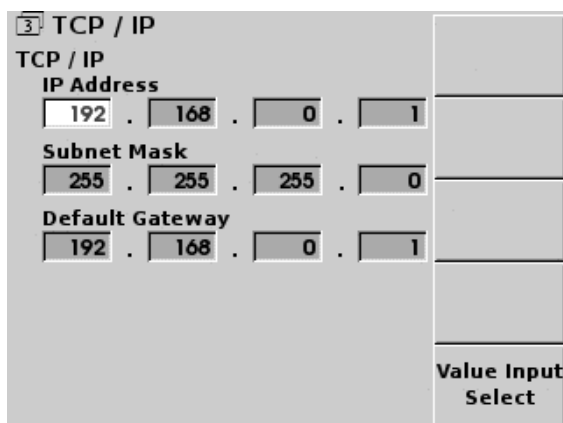 3 TCP / IP
TCP / IP
IP Address
192 . 168 . 0 . 1
Subnet Mask
255 . 255 . 255 . 0
Default Gateway
192 . 168 . 0 . 1
Value Input
Select